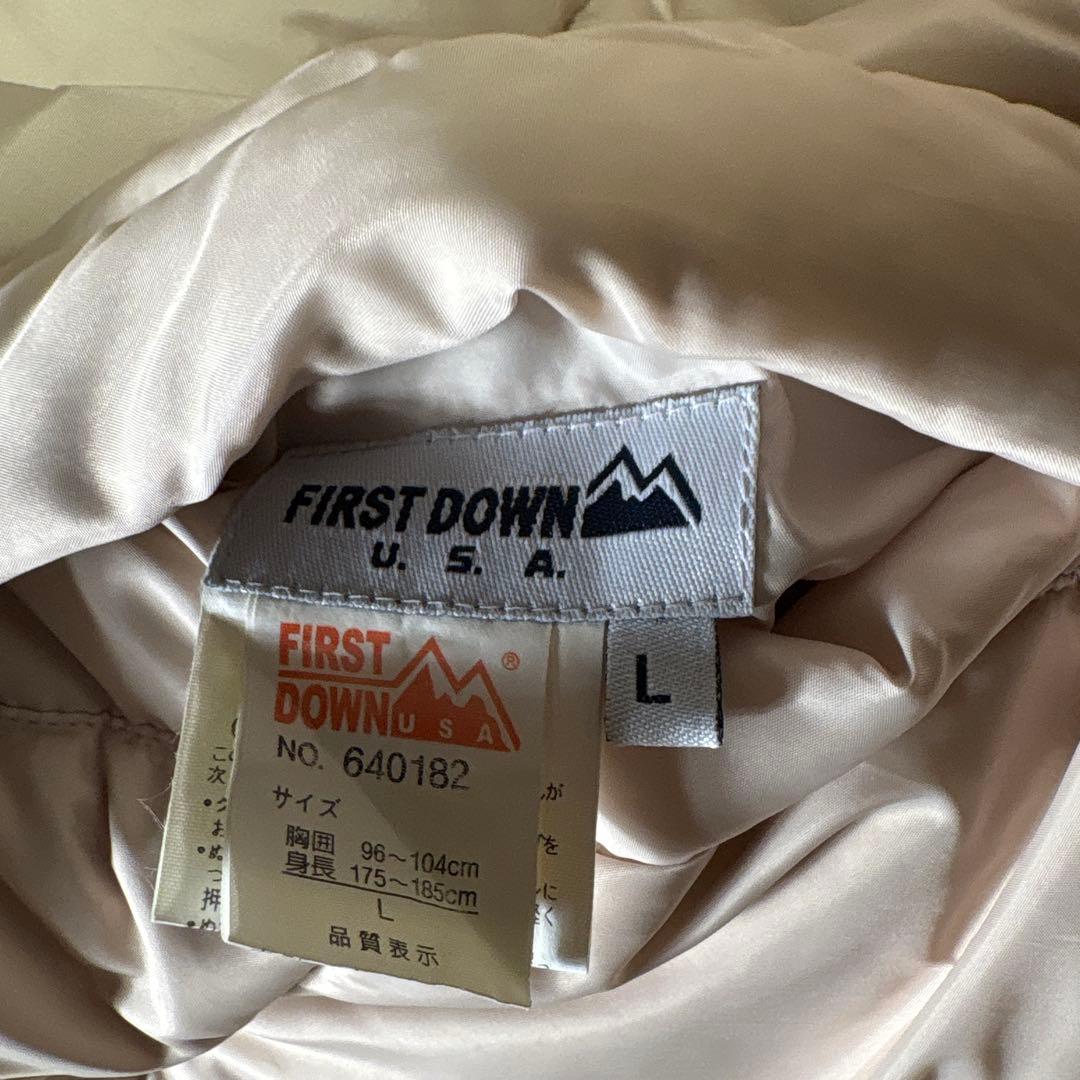 FIRST DOWN
U. S. A.
L
FIRST
DOWN USA ®
NO. 640182
サイズ
胸囲 96~104cm
身長 175~185cm
L
品質表示